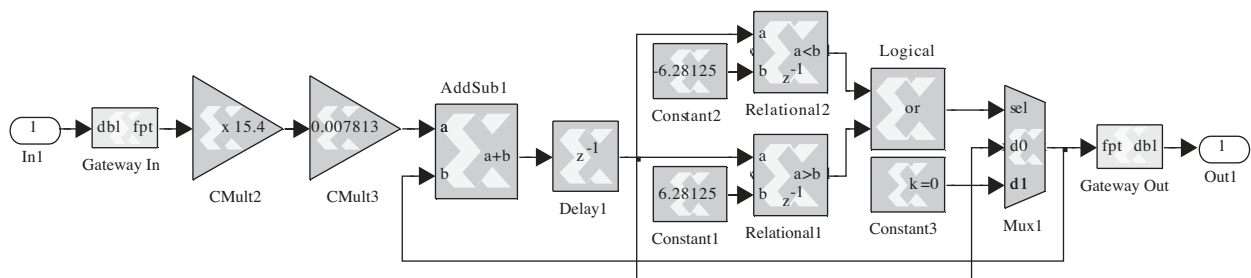 1
In1
dbl fpt
Gateway In
x 15.4
CMult2
0.007813
CMult3
AddSub1
a
b
a+b
z-1
Delay1
-6.28125
Constant2
a
b
a<b
z-1
Relational2
6.28125
Constant1
a
b
a>b
z-1
Relational1
Logical
or
k=0
Constant3
sel
d0
d1
Mux1
fpt dbl
Gateway Out
1
Out1